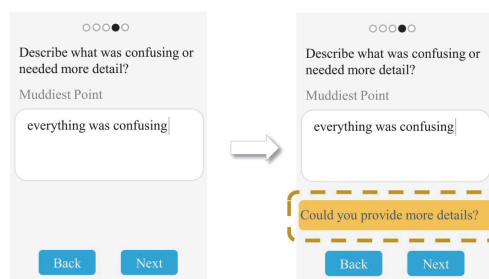 Describe what was confusing or
needed more detail?
Muddiest Point
everything was confusing
Back Next
Describe what was confusing or
needed more detail?
Muddiest Point
everything was confusing
Could you provide more details?
Back Next